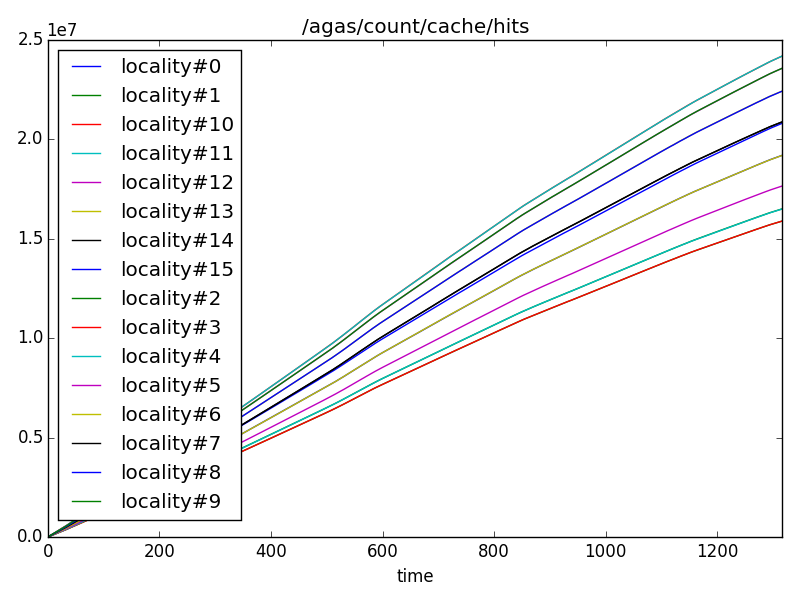 /agas/count/cache/hits
1e7
2.5
2.0
1.5
1.0
0.5
0.0
locality#0
locality#1
locality#10
locality#11
locality#12
locality#13
locality#14
locality#15
locality#2
locality#3
locality#4
locality#5
locality#6
locality#7
locality#8
locality#9
0 200 400 600 800 1000 1200
time